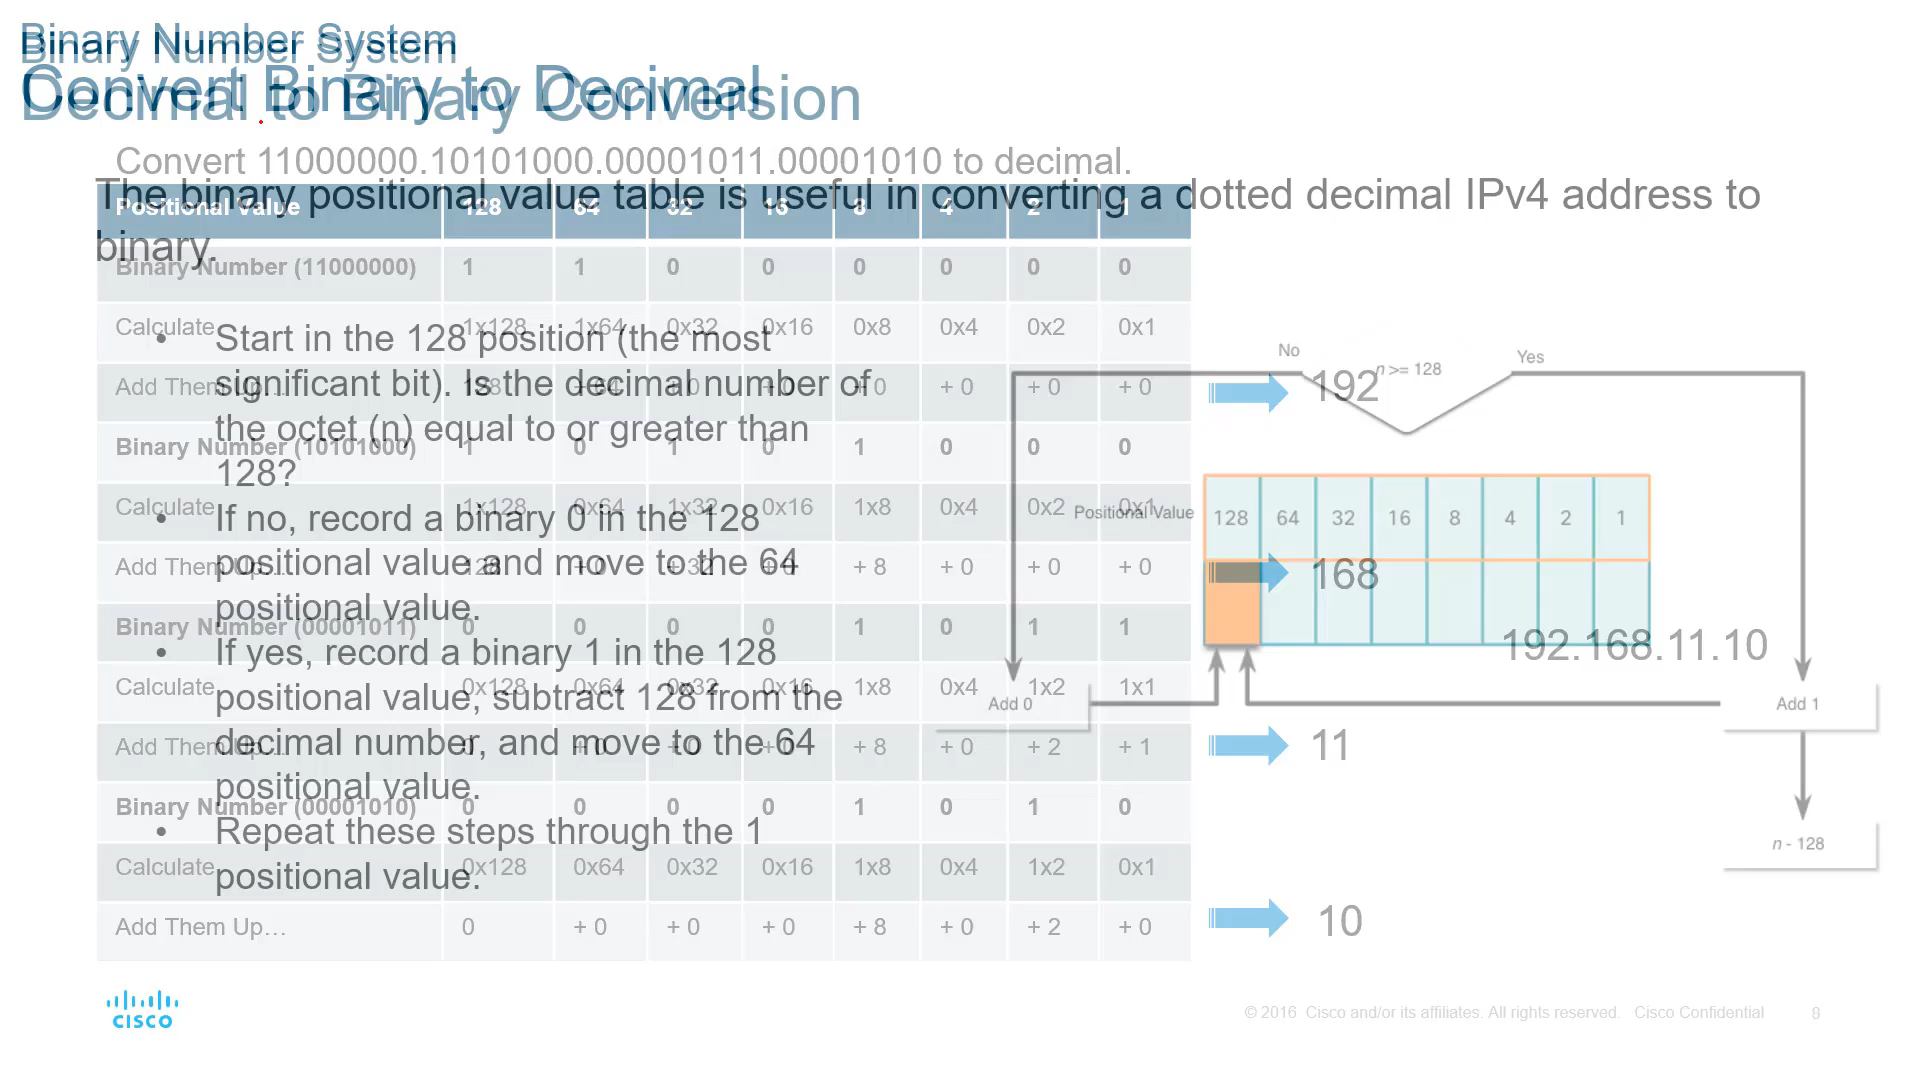 Binary Number System
Convert Binary to Decimal
Decimal to Binary Conversion
Convert 11000000.10101000.00001011.00001010 to decimal.
The binary positional value table is useful in converting a dotted decimal IPv4 address to
binary.
Positional Value 128 64 32 16 8 4 2 1
Binary Number (11000000) 1 1 0 0 0 0 0 0
Calculate 1x128 1x64 0x32 0x16 0x8 0x4 0x2 0x1
Add Them Up… 128 + 64 + 0 + 0 + 0 + 0 + 0 + 0
192
Binary Number (10101000) 1 0 1 0 1 0 0 0
Calculate 1x128 0x64 1x32 0x16 1x8 0x4 0x2 0x1
Add Them Up… 128 + 0 + 32 + 0 + 8 + 0 + 0 + 0
168
Binary Number (00001011) 0 0 0 0 1 0 1 1
Calculate 0x128 0x64 0x32 0x16 1x8 0x4 1x2 1x1
Add Them Up… 0 + 0 + 0 + 0 + 8 + 0 + 2 + 1
11
Binary Number (00001010) 0 0 0 0 1 0 1 0
Calculate 0x128 0x64 0x32 0x16 1x8 0x4 1x2 0x1
Add Them Up… 0 + 0 + 0 + 0 + 8 + 0 + 2 + 0
10
192.168.11.10
• Start in the 128 position (the most
significant bit). Is the decimal number of
the octet (n) equal to or greater than
128?
• If no, record a binary 0 in the 128
positional value and move to the 64
positional value.
• If yes, record a binary 1 in the 128
positional value, subtract 128 from the
decimal number, and move to the 64
positional value.
• Repeat these steps through the 1
positional value.
No
n >= 128
Yes
Positional Value 128 64 32 16 8 4 2 1
Add 0
Add 1
n - 128
CISCO
© 2016 Cisco and/or its affiliates. All rights reserved. Cisco Confidential